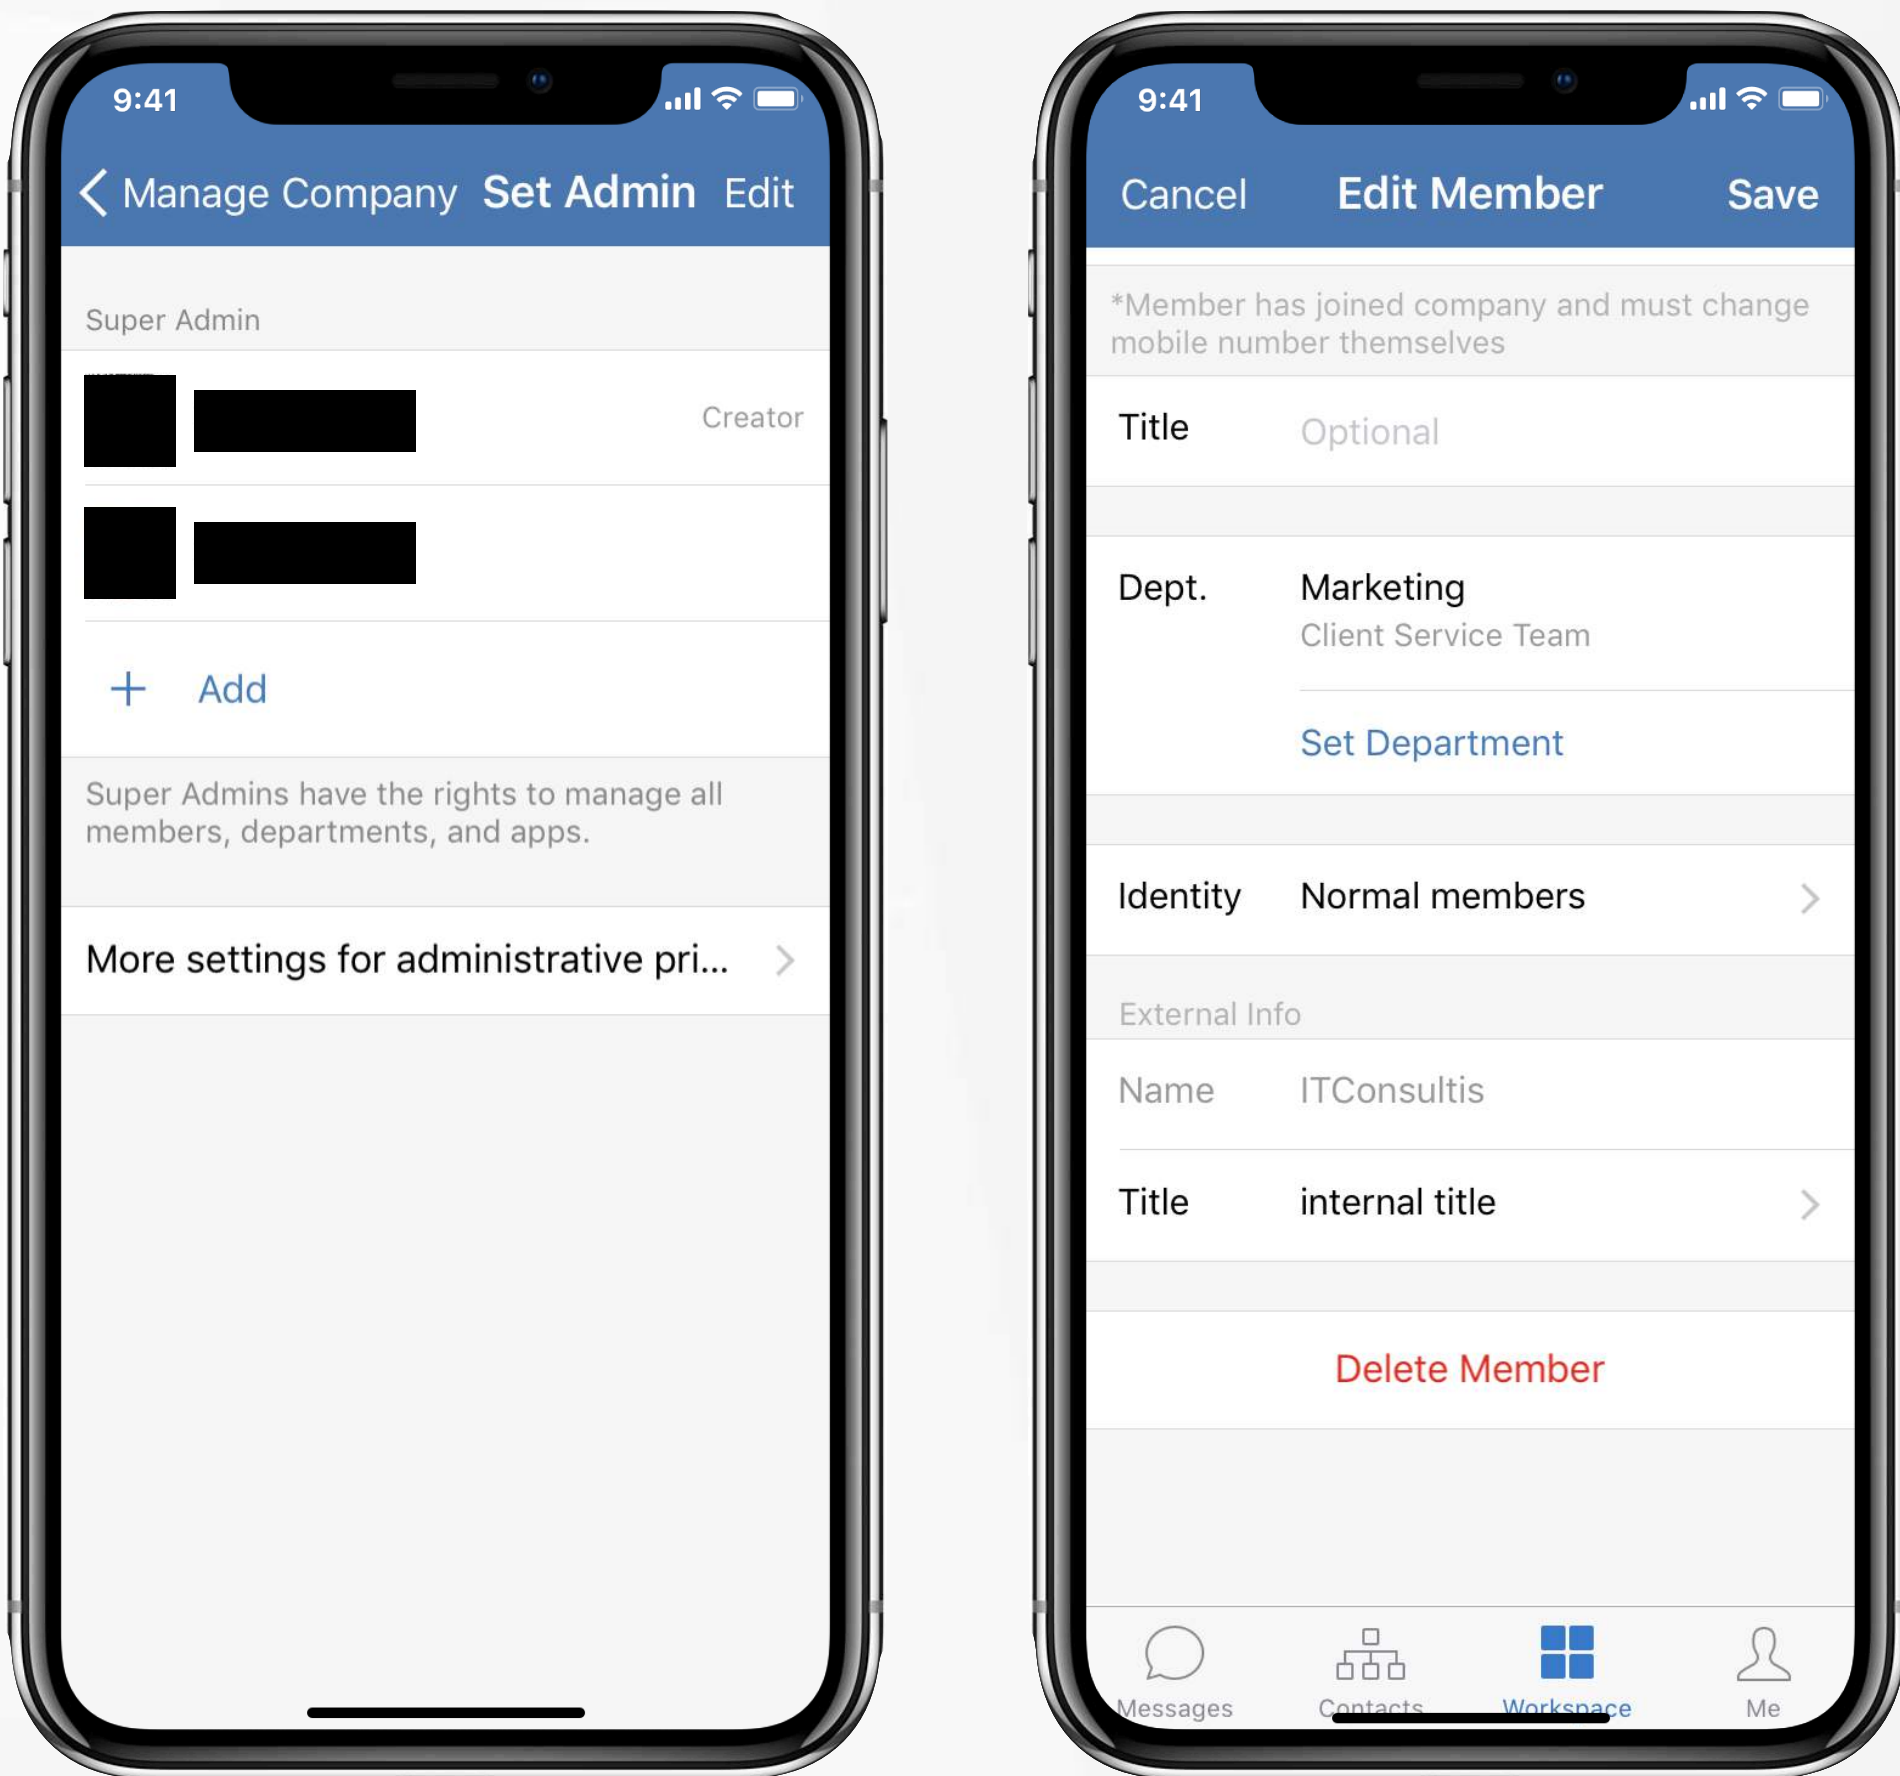 9:41
Manage Company Set Admin Edit
Super Admin
Creator
+ Add
Super Admins have the rights to manage all
members, departments, and apps.
More settings for administrative pri...
9:41
Cancel Edit Member Save
*Member has joined company and must change
mobile number themselves
Title Optional
Dept. Marketing
Client Service Team
Set Department
Identity Normal members
External Info
Name ITConsultis
Title internal title
Delete Member
Messages Contacts Workspace Me